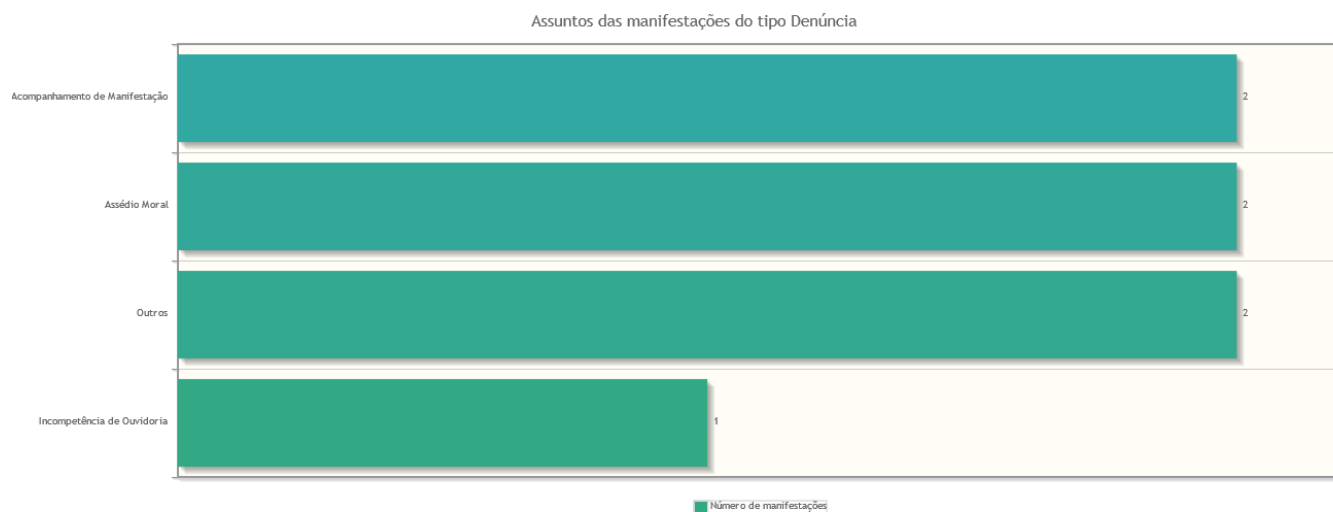 Assuntos das manifestações do tipo Denúncia
Acompanhamento de Manifestação
2
Assédio Moral
2
Outros
2
Incompetência de Ouvidoria
1
Número de manifestações